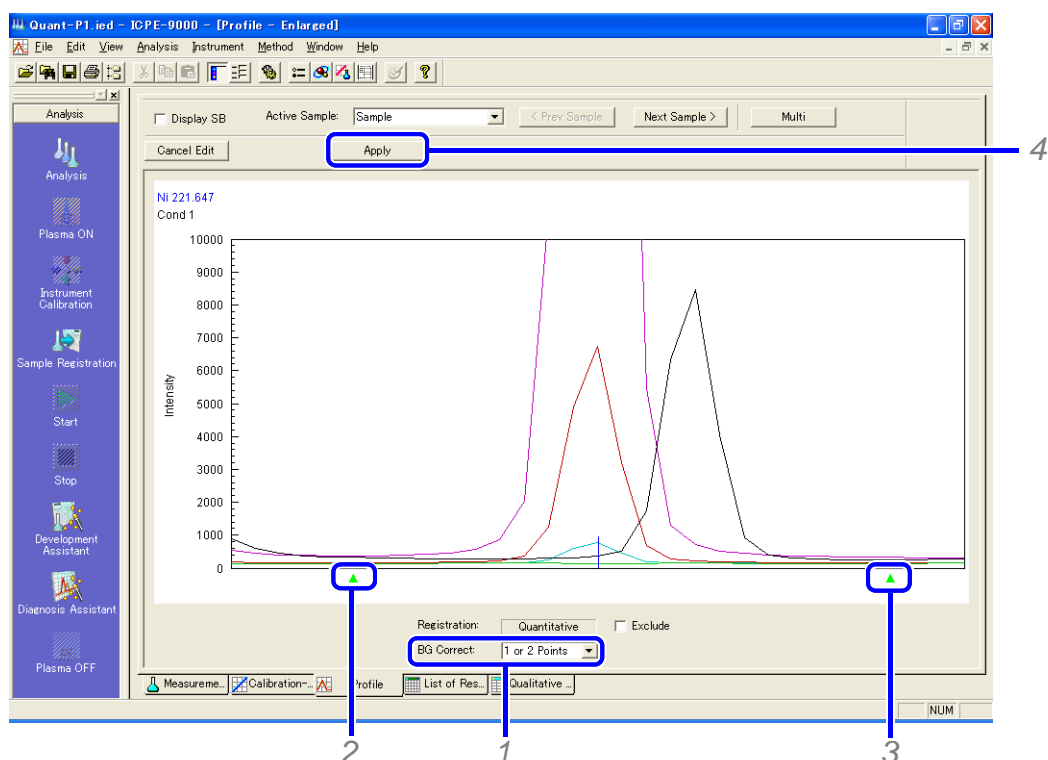 Quant-P1.ied - ICPE-9000 - [Profile - Enlarged]
File Edit View Analysis Instrument Method Window Help
Analysis
Display SB Active Sample: Sample < Prev Sample Next Sample > Multi
Cancel Edit Apply
4
Analysis
Plasma ON
Instrument
Calibration
Sample Registration
Start
Stop
Development
Assistant
Diagnosis Assistant
Plasma OFF
Ni 221.647
Cond 1
10000
9000
8000
7000
6000
5000
4000
3000
2000
1000
0
Intensity
Registration: Quantitative Exclude
BG Correct: 1 or 2 Points
Measureme... Calibration-... Profile List of Res... Qualitative ...
NUM
2 1 3